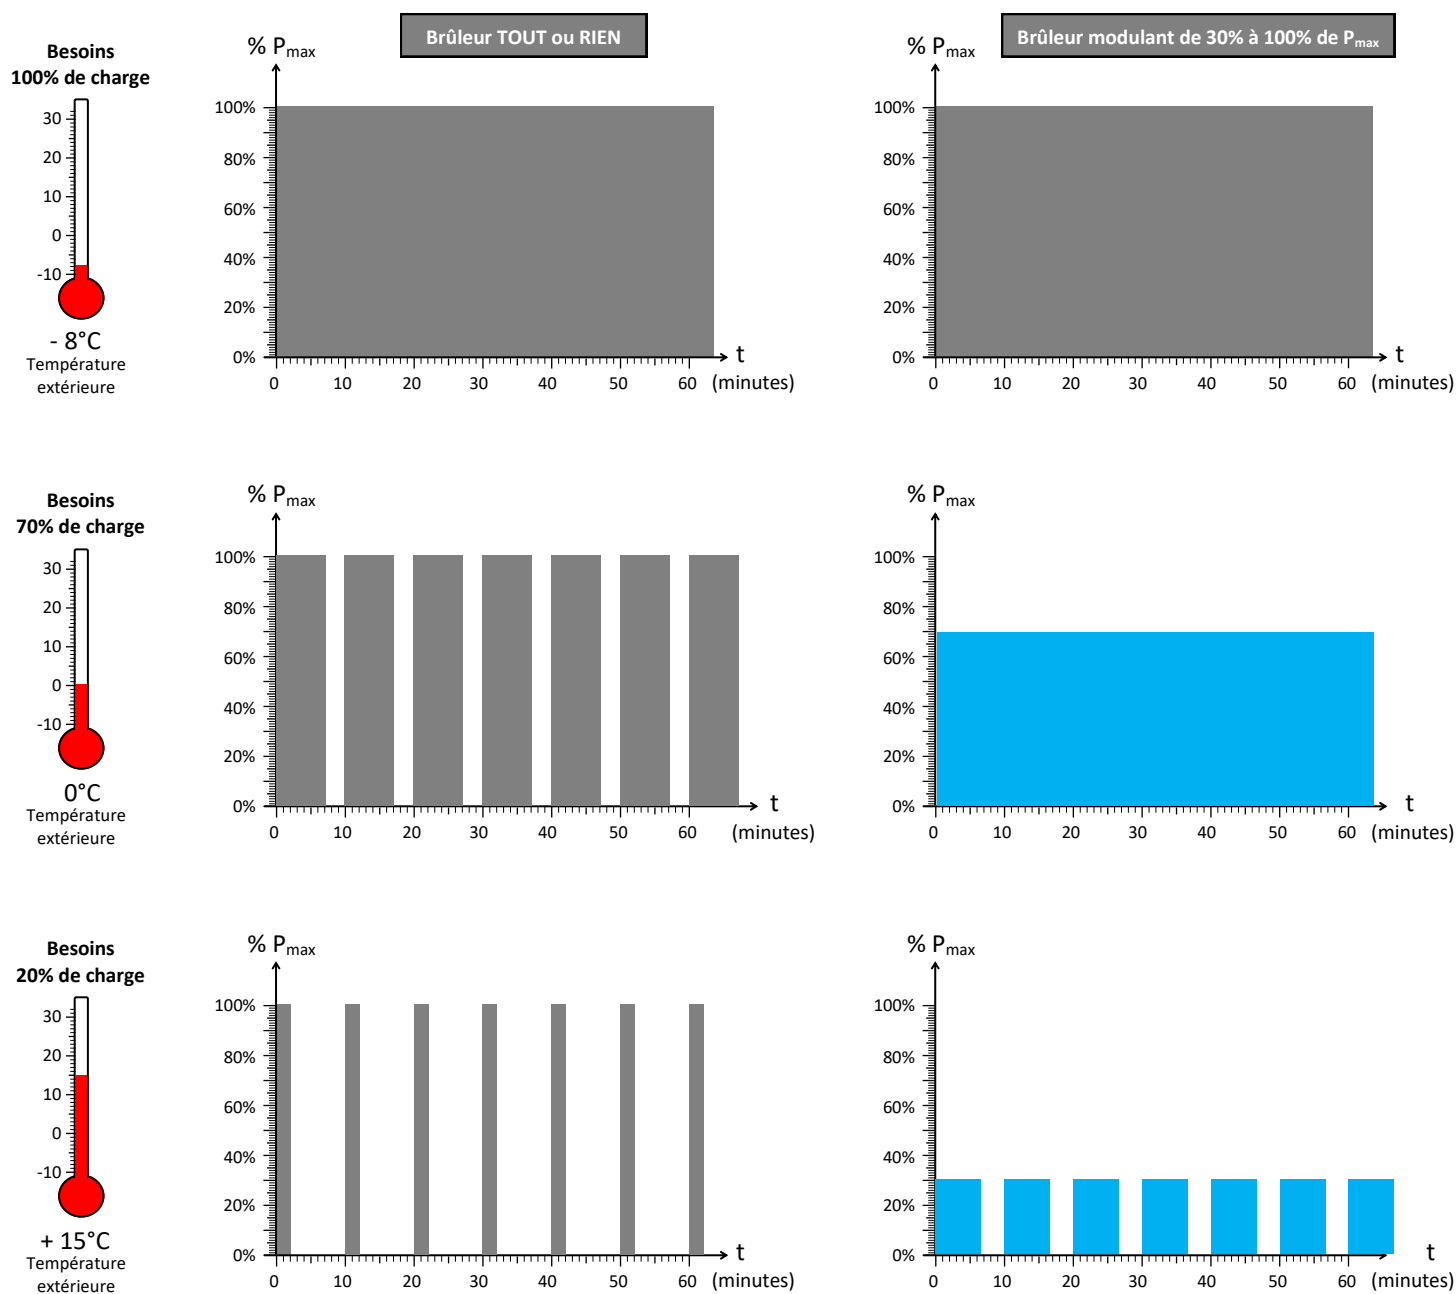 Brûleur TOUT ou RIEN
Brûleur modulant de 30% à 100% de Pmax
Besoins
100% de charge
30
20
10
0
-10
- 8°C
Température
extérieure
% Pmax
100%
80%
60%
40%
20%
0%
0 10 20 30 40 50 60
t
(minutes)
% Pmax
100%
80%
60%
40%
20%
0%
0 10 20 30 40 50 60
t
(minutes)
Besoins
70% de charge
30
20
10
0
-10
0°C
Température
extérieure
% Pmax
100%
80%
60%
40%
20%
0%
0 10 20 30 40 50 60
t
(minutes)
% Pmax
100%
80%
60%
40%
20%
0%
0 10 20 30 40 50 60
t
(minutes)
Besoins
20% de charge
30
20
10
0
-10
+ 15°C
Température
extérieure
% Pmax
100%
80%
60%
40%
20%
0%
0 10 20 30 40 50 60
t
(minutes)
% Pmax
100%
80%
60%
40%
20%
0%
0 10 20 30 40 50 60
t
(minutes)